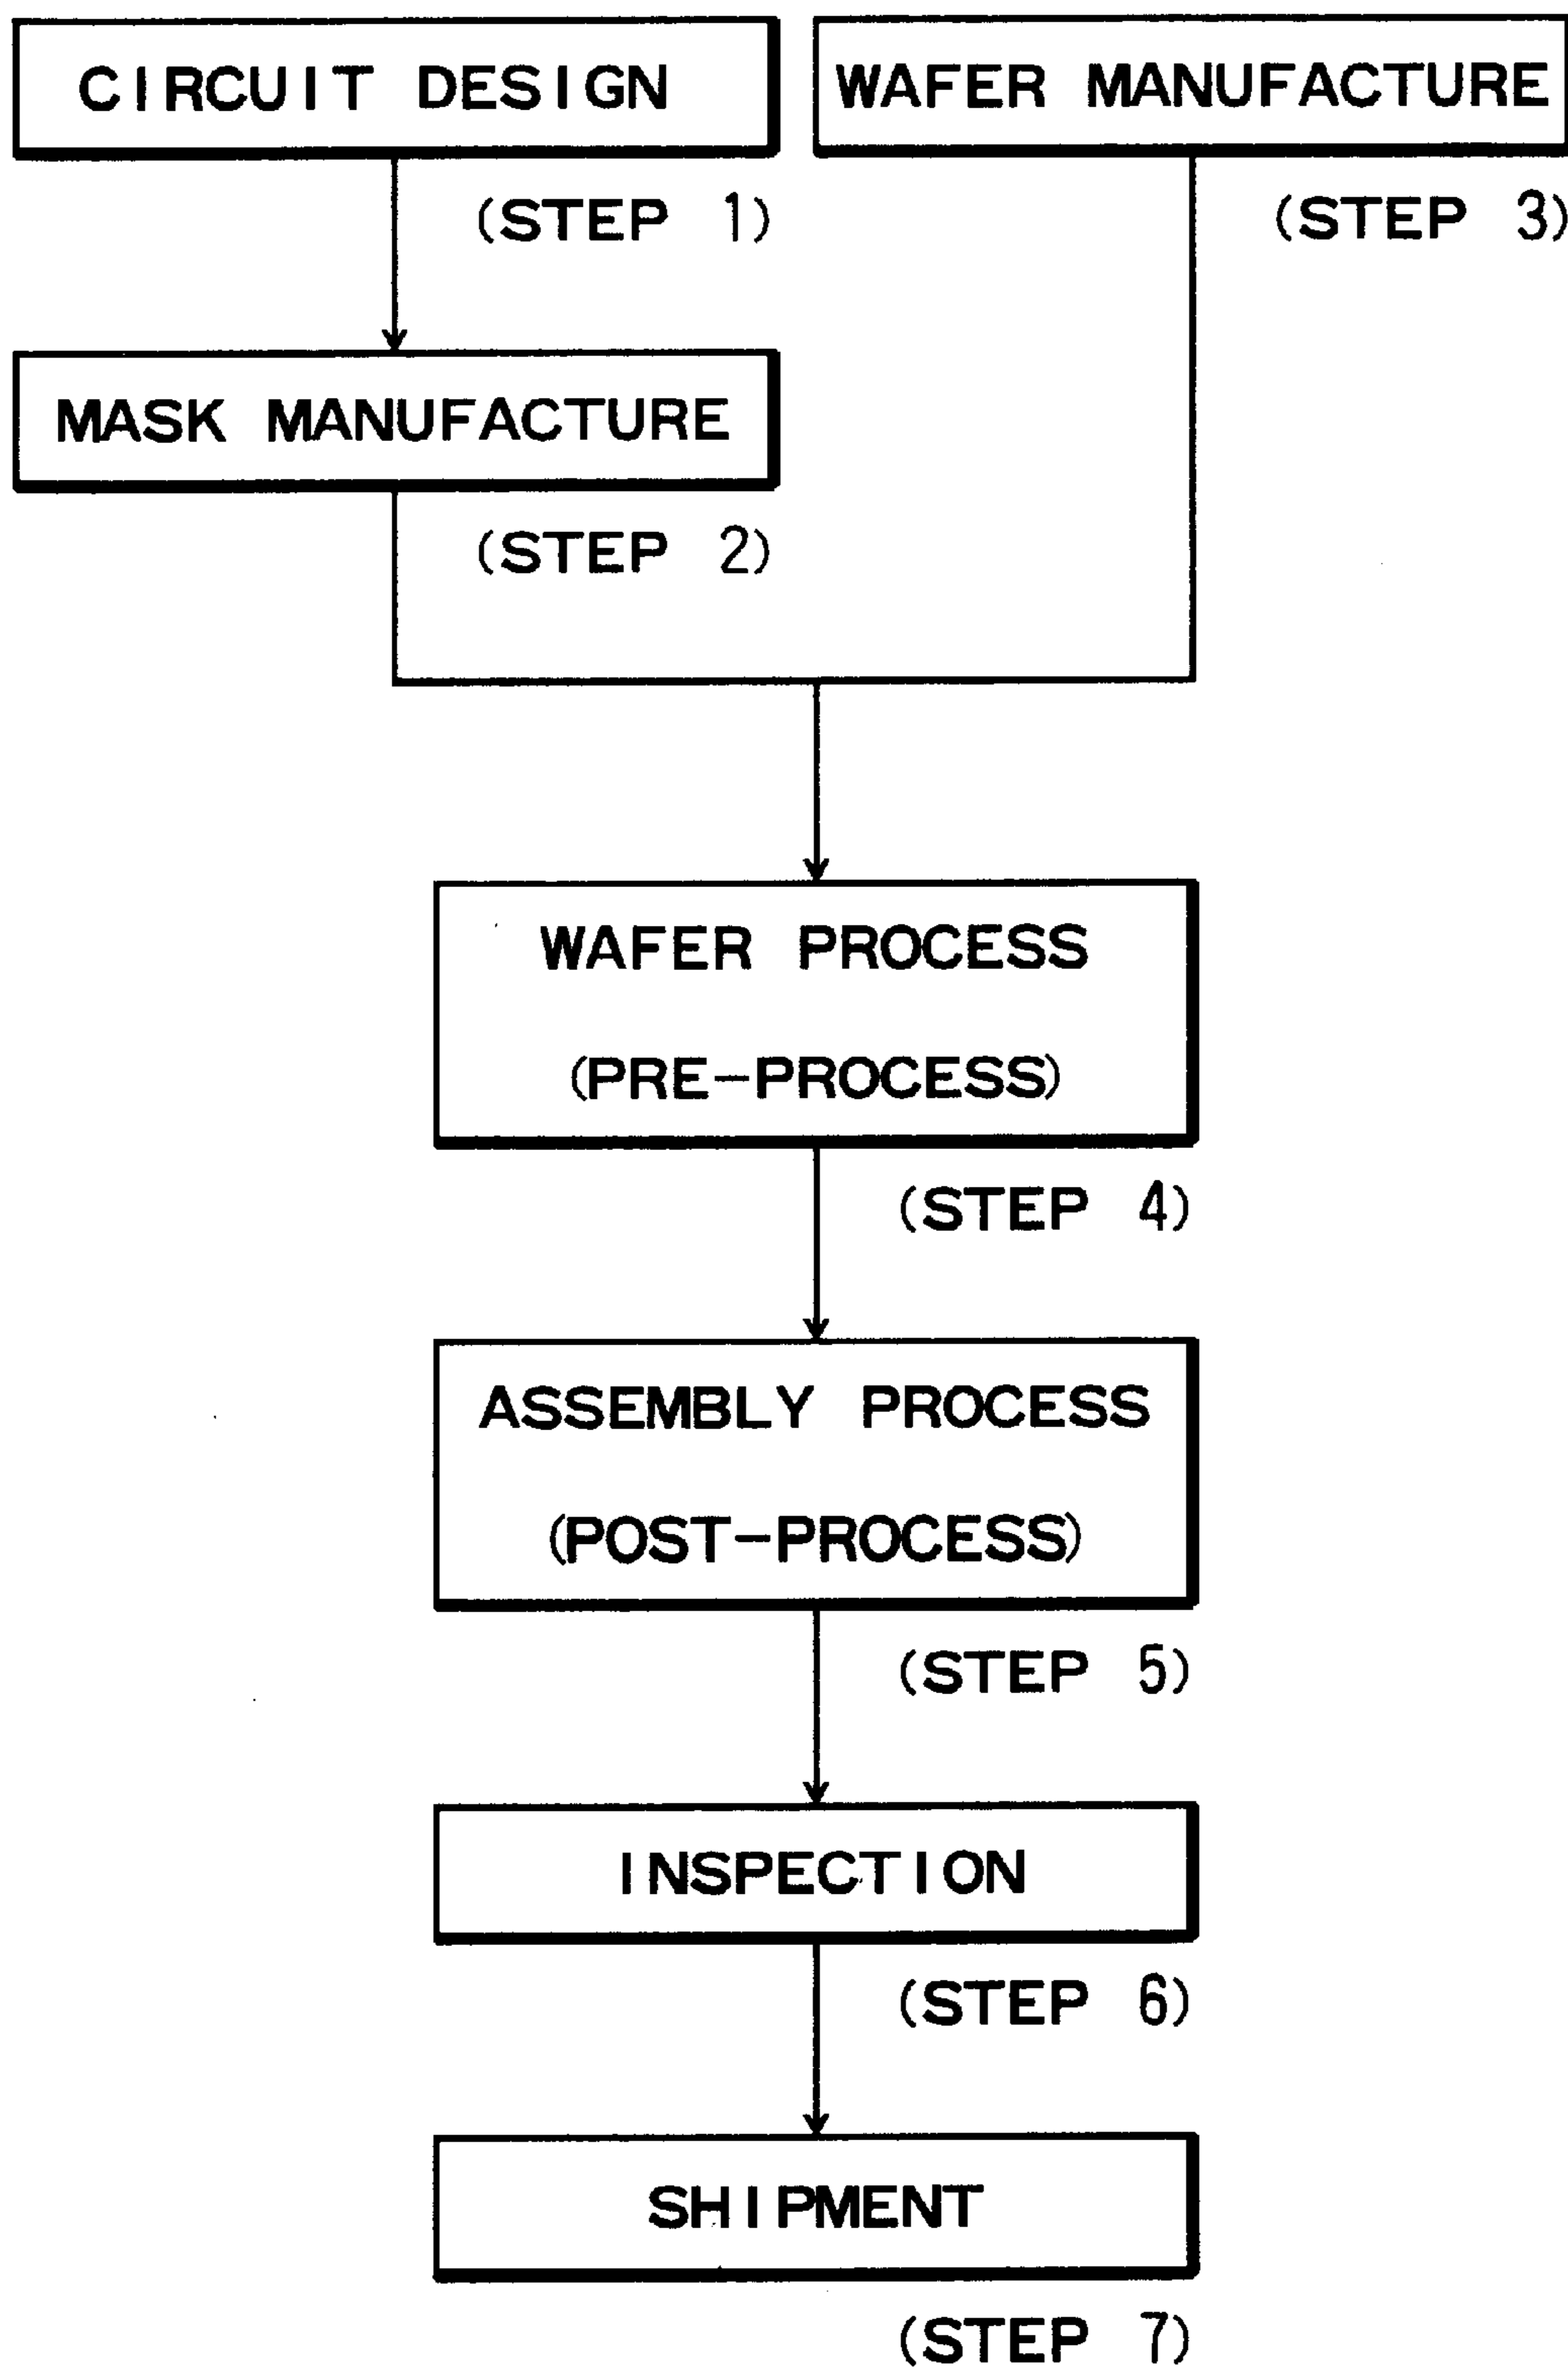 CIRCUIT DESIGN
(STEP 1)
MASK MANUFACTURE
(STEP 2)
WAFER MANUFACTURE
(STEP 3)
WAFER PROCESS
(PRE-PROCESS)
(STEP 4)
ASSEMBLY PROCESS
(POST-PROCESS)
(STEP 5)
INSPECTION
(STEP 6)
SHIPMENT
(STEP 7)